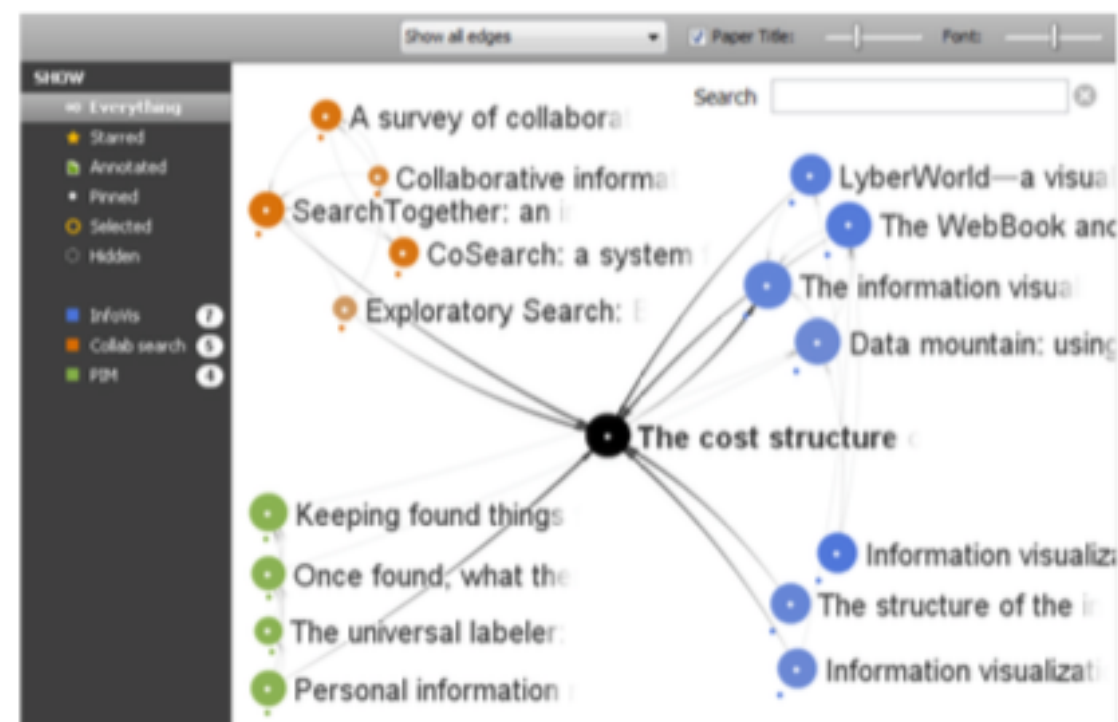 Show all edges
Paper Title:
Font:
SHOW
Everything
Starred
Annotated
Pinned
Selected
Hidden
InfoVis 7
Collab search 5
PIM 4
Search
A survey of collabora
Collaborative informa
SearchTogether: an i
CoSearch: a system
Exploratory Search:
LyberWorld—a visual
The WebBook and
The information visua
Data mountain: using
The cost structure
Keeping found things
Once found, what the
The universal labeler:
Personal information
Information visualiza
The structure of the i
Information visualizati